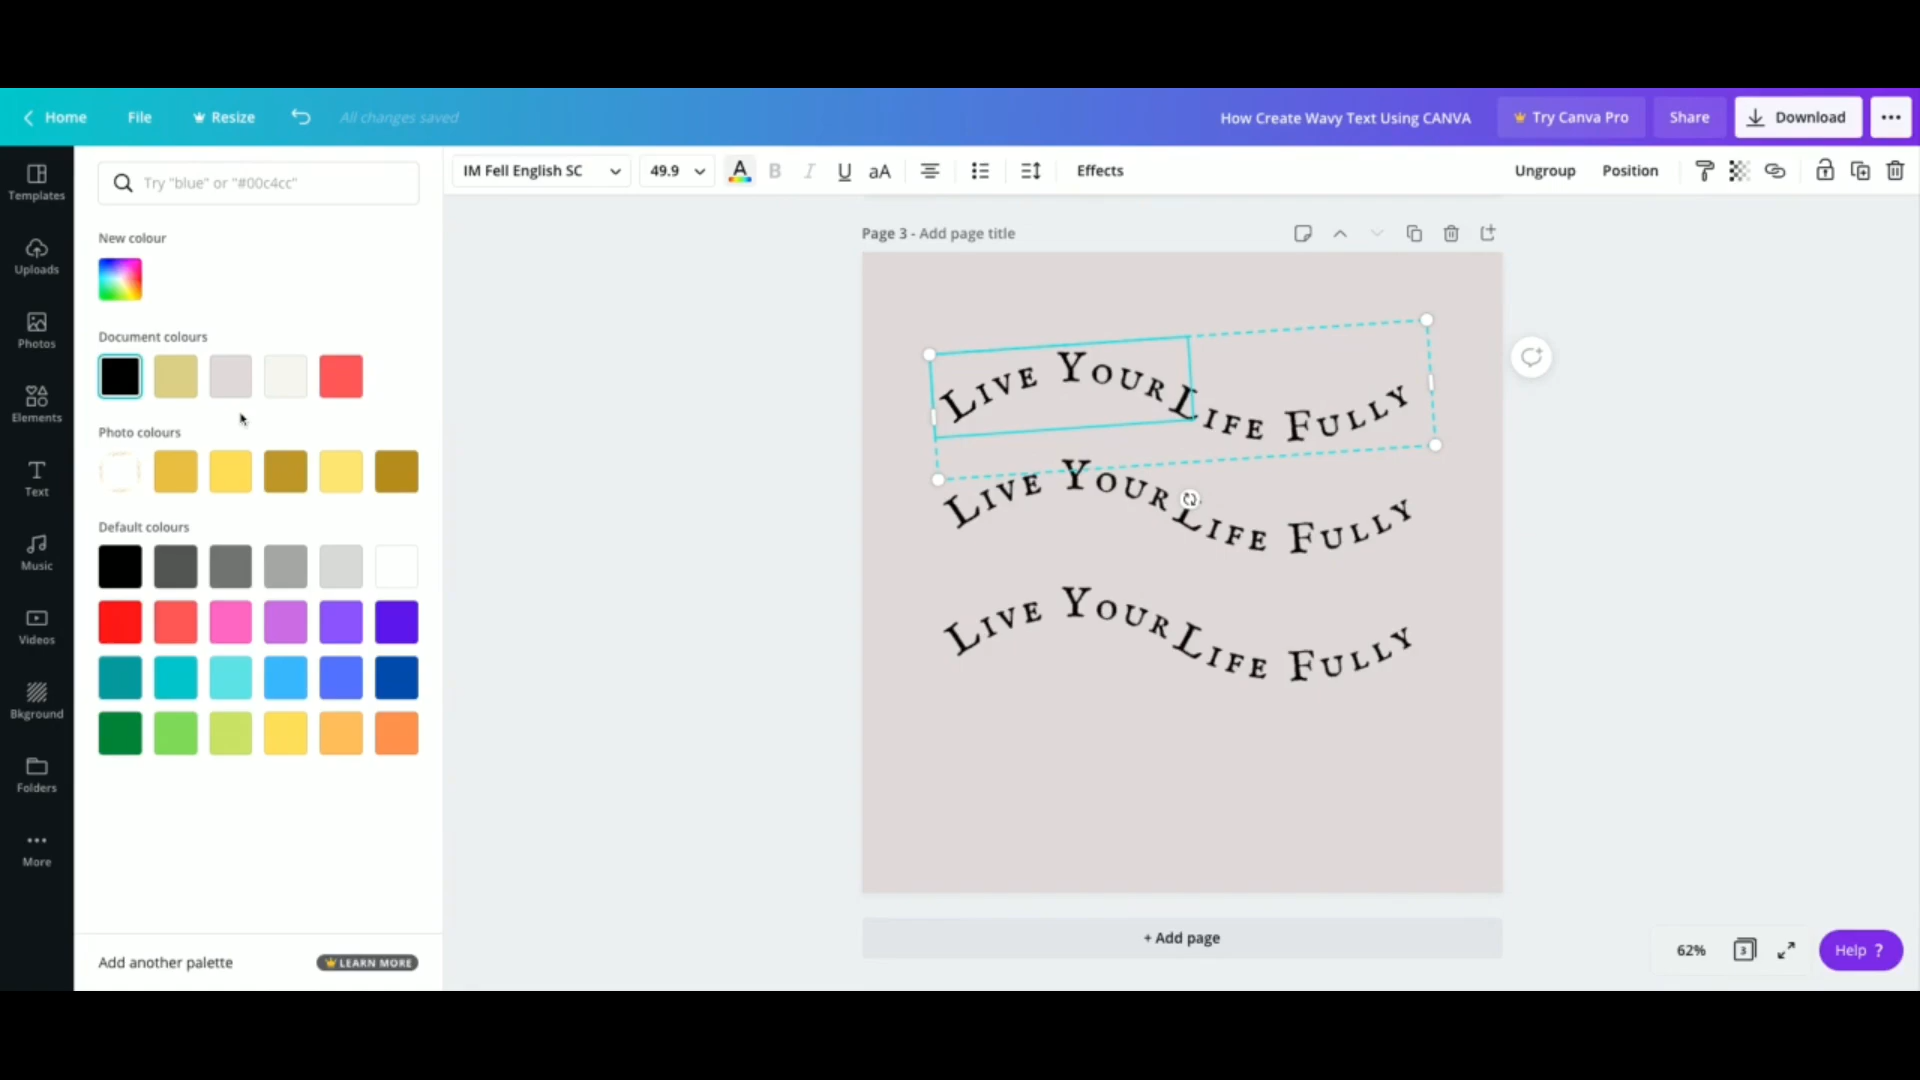 Home File Resize All changes saved How Create Wavy Text Using CANVA Try Canva Pro Share Download
Templates
Uploads
Photos
Elements
Text
Music
Videos
Bkground
Folders
More
Try "blue" or "#00c4cc"
New colour
Document colours
Photo colours
Default colours
Add another palette LEARN MORE
IM Fell English SC 49.9 A B I U aA Effects Ungroup Position
Page 3 - Add page title
LIVE YOUR LIFE FULLY
LIVE YOUR LIFE FULLY
LIVE YOUR LIFE FULLY
+ Add page
62% 3 Help ?